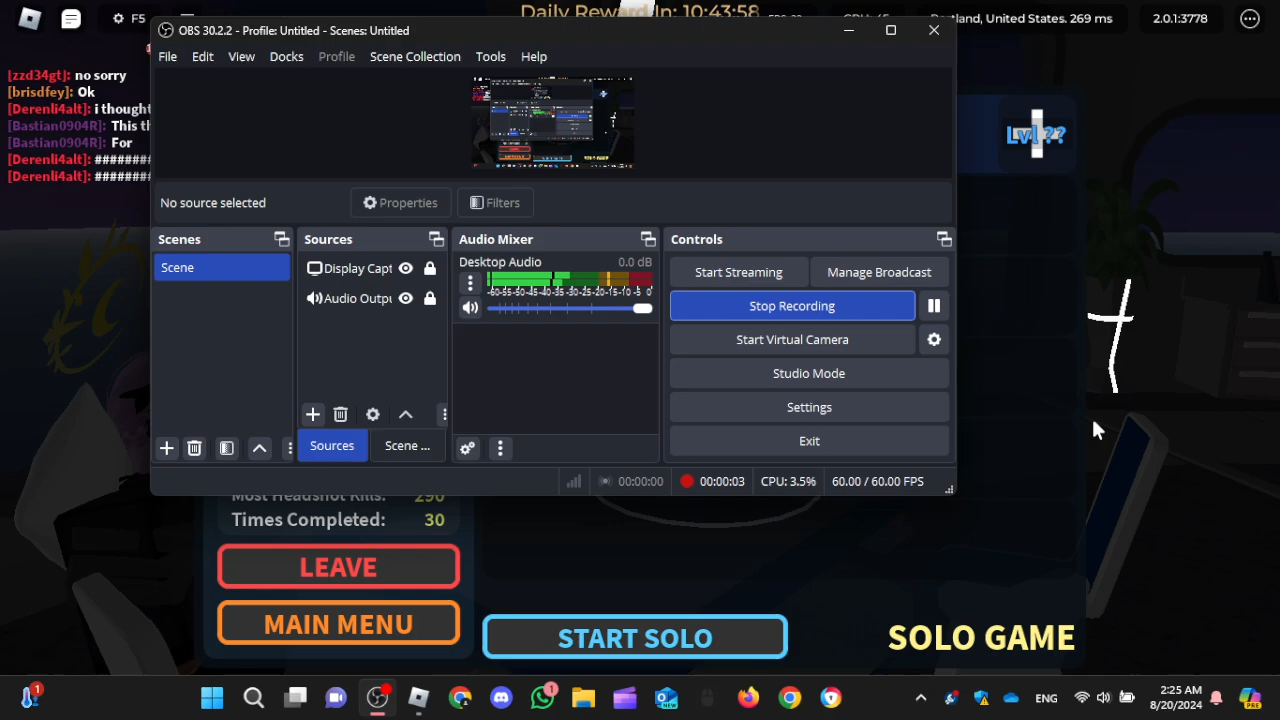 Daily Reward In: 10:43:58
F5
Portland, United States. 269 ms
2.0.1:3778
OBS 30.2.2 - Profile: Untitled - Scenes: Untitled
File Edit View Docks Profile Scene Collection Tools Help
[zzd34gt]: no sorry
[brisdfey]: Ok
[Derenli4alt]: i thought
[Bastian0904R]: This th
[Bastian0904R]: For
[Derenli4alt]: ########
[Derenli4alt]: ########
Lvl ??
No source selected
Properties
Filters
Scenes
Scene
Sources
Display Capt
Audio Outpu
Sources
Scene ...
Audio Mixer
Desktop Audio 0.0 dB
-60-55-50-45-40-35-30-25-20-15-10 -5 0
Controls
Start Streaming
Manage Broadcast
Stop Recording
Start Virtual Camera
Studio Mode
Settings
Exit
00:00:00
00:00:03
CPU: 3.5%
60.00 / 60.00 FPS
Most Headshot Kills: 290
Times Completed: 30
LEAVE
MAIN MENU
START SOLO
SOLO GAME
1
1
ENG
2:25 AM
8/20/2024
PRE